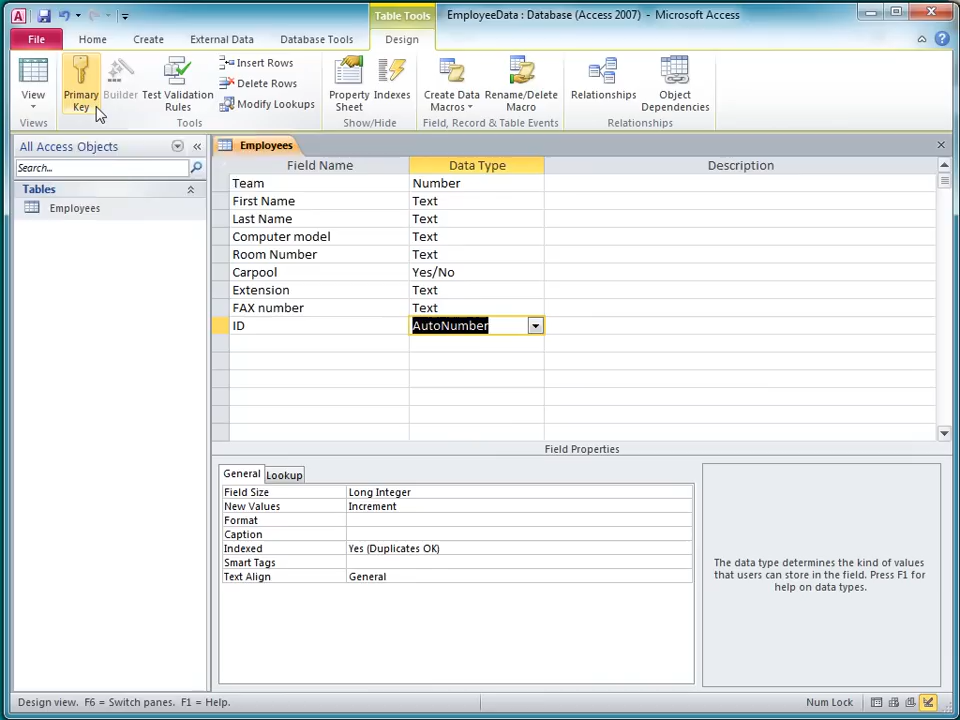 A
Table Tools
EmployeeData : Database (Access 2007) - Microsoft Access
File
Home
Create
External Data
Database Tools
Design
View
Primary
Key
Builder
Test Validation
Rules
Insert Rows
Delete Rows
Modify Lookups
Property
Sheet
Indexes
Create Data
Macros
Rename/Delete
Macro
Relationships
Object
Dependencies
Views
Tools
Show/Hide
Field, Record & Table Events
Relationships
All Access Objects
Search...
Tables
Employees
Employees
Field Name Data Type Description
Team Number
First Name Text
Last Name Text
Computer model Text
Room Number Text
Carpool Yes/No
Extension Text
FAX number Text
ID AutoNumber
Field Properties
General Lookup
Field Size Long Integer
New Values Increment
Format
Caption
Indexed Yes (Duplicates OK)
Smart Tags
Text Align General
The data type determines the kind of values
that users can store in the field. Press F1 for
help on data types.
Design view. F6 = Switch panes. F1 = Help.
Num Lock